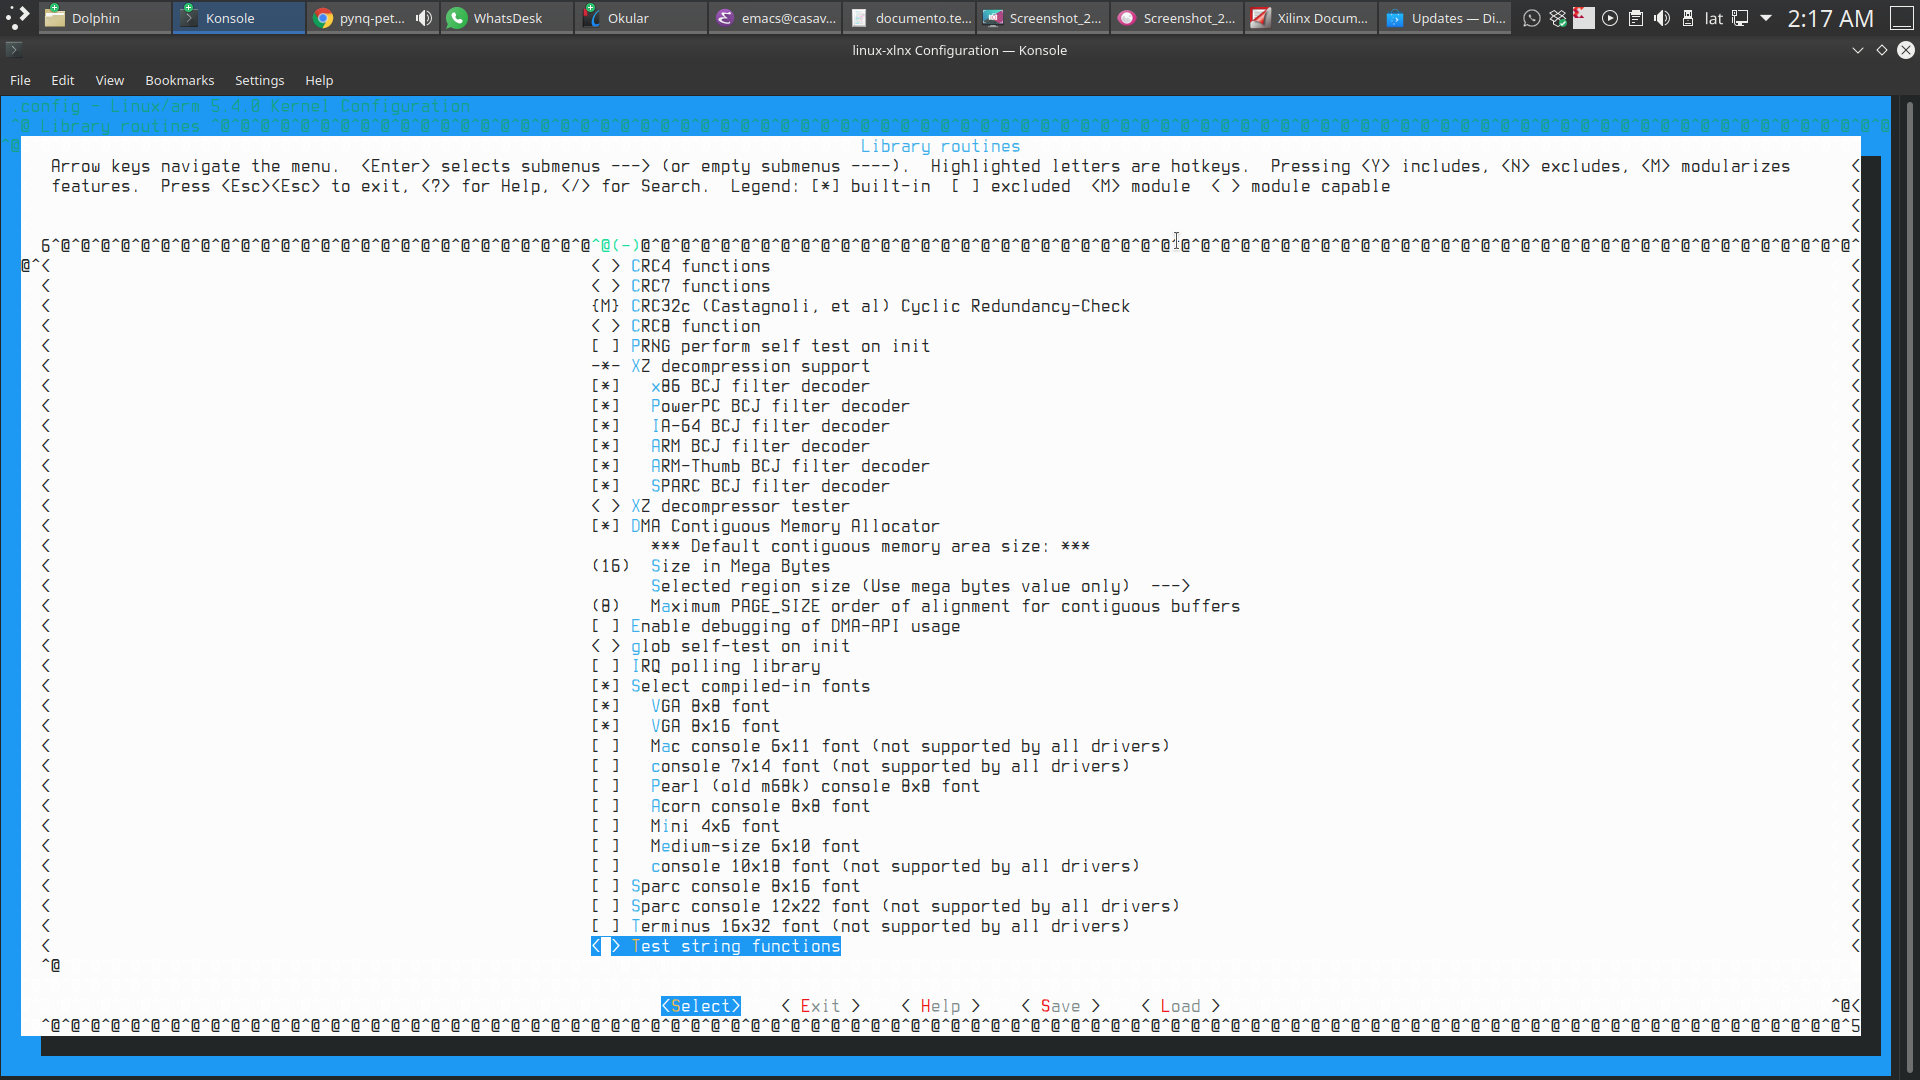 Dolphin Konsole pynq-pet... WhatsDesk Okular emacs@casav... documento.te... Screenshot_2... Screenshot_2... Xilinx Docum... Updates — Di... lat 2:17 AM
linux-xlnx Configuration — Konsole
File Edit View Bookmarks Settings Help
.config - Linux/arm 5.4.0 Kernel Configuration
Library routines
Library routines
Arrow keys navigate the menu. <Enter> selects submenus ---> (or empty submenus ----). Highlighted letters are hotkeys. Pressing <Y> includes, <N> excludes, <M> modularizes
features. Press <Esc><Esc> to exit, <?> for Help, </> for Search. Legend: [*] built-in [ ] excluded <M> module < > module capable
(-)
< > CRC4 functions
< > CRC7 functions
{M} CRC32c (Castagnoli, et al) Cyclic Redundancy-Check
< > CRC8 function
[ ] PRNG perform self test on init
-*- XZ decompression support
[*] x86 BCJ filter decoder
[*] PowerPC BCJ filter decoder
[*] IA-64 BCJ filter decoder
[*] ARM BCJ filter decoder
[*] ARM-Thumb BCJ filter decoder
[*] SPARC BCJ filter decoder
< > XZ decompressor tester
[*] DMA Contiguous Memory Allocator
*** Default contiguous memory area size: ***
(16) Size in Mega Bytes
Selected region size (Use mega bytes value only) --->
(8) Maximum PAGE_SIZE order of alignment for contiguous buffers
[ ] Enable debugging of DMA-API usage
< > glob self-test on init
[ ] IRQ polling library
[*] Select compiled-in fonts
[*] VGA 8x8 font
[*] VGA 8x16 font
[ ] Mac console 6x11 font (not supported by all drivers)
[ ] console 7x14 font (not supported by all drivers)
[ ] Pearl (old m68k) console 8x8 font
[ ] Acorn console 8x8 font
[ ] Mini 4x6 font
[ ] Medium-size 6x10 font
[ ] console 10x18 font (not supported by all drivers)
[ ] Sparc console 8x16 font
[ ] Sparc console 12x22 font (not supported by all drivers)
[ ] Terminus 16x32 font (not supported by all drivers)
< > Test string functions
<Select> < Exit > < Help > < Save > < Load >